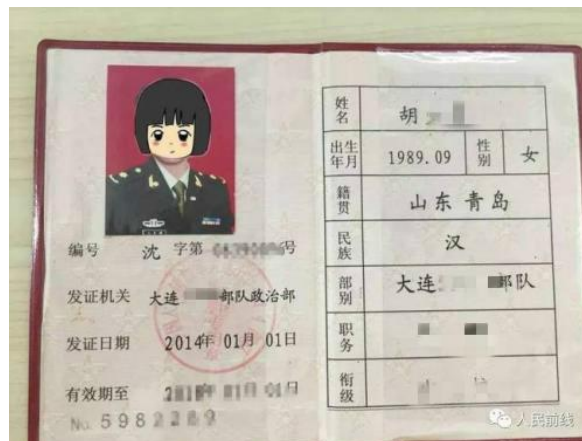 编号 沈 字第 号
发证机关 大连 部队政治部
发证日期 2014年 01月 01日
有效期至
No. 598
姓名 胡
出生年月 1989.09 性别 女
籍贯 山东青岛
民族 汉
部别 大连 部队
职务
衔级
人民前线